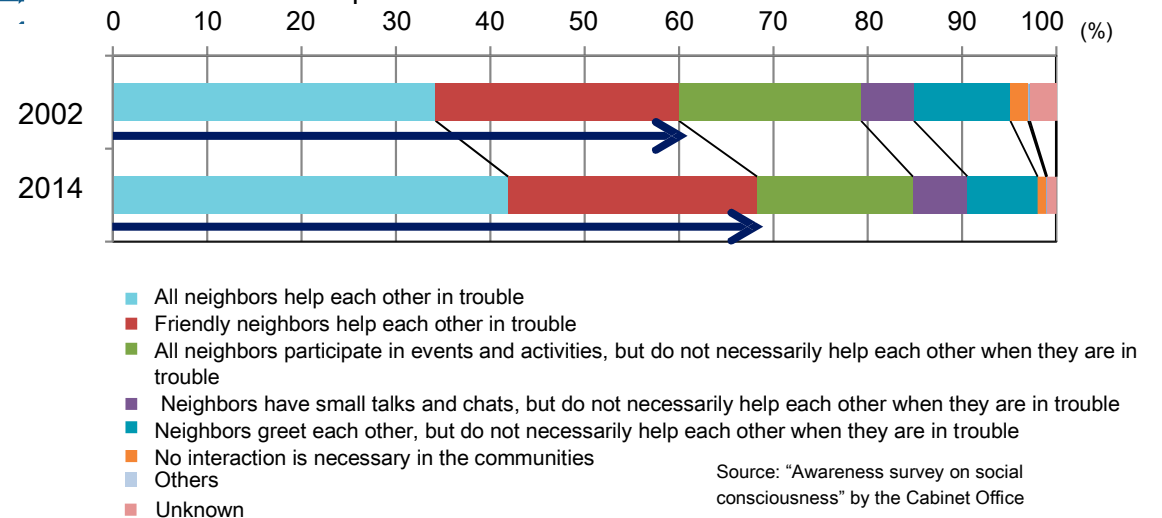 0 10 20 30 40 50 60 70 80 90 100 (%)
2002
2014
All neighbors help each other in trouble
Friendly neighbors help each other in trouble
All neighbors participate in events and activities, but do not necessarily help each other when they are in
trouble
Neighbors have small talks and chats, but do not necessarily help each other when they are in trouble
Neighbors greet each other, but do not necessarily help each other when they are in trouble
No interaction is necessary in the communities
Others
Unknown
Source: “Awareness survey on social
consciousness” by the Cabinet Office